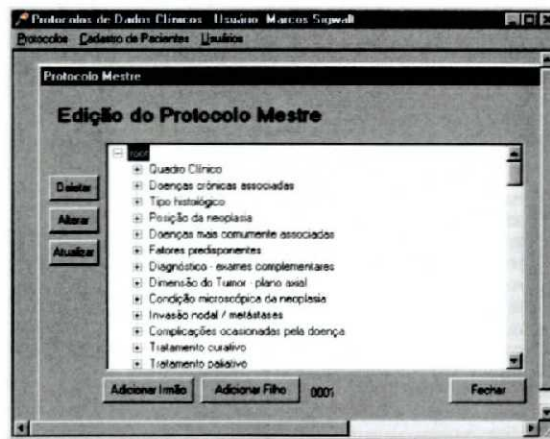 Protocolos de Dados Clínicos Usuário Marcos Sigwalt
Protocolos Cadastro de Pacientes Usuários
Protocolo Mestre
Edição do Protocolo Mestre
root
Quadro Clínico
Deletar
Doenças crônicas associadas
Tipo histológico
Alterar
Posição da neoplasia
Doenças mais comumente associadas
Atualizar
Fatores predisponentes
Diagnóstico - exames complementares
Dimensão do Tumor - plano axial
Condição microscópica da neoplasia
Invasão nodal / metástases
Complicações ocasionadas pela doença
Tratamento curativo
Tratamento paliativo
Adicionar Irmão Adicionar Filho 0001 Fechar